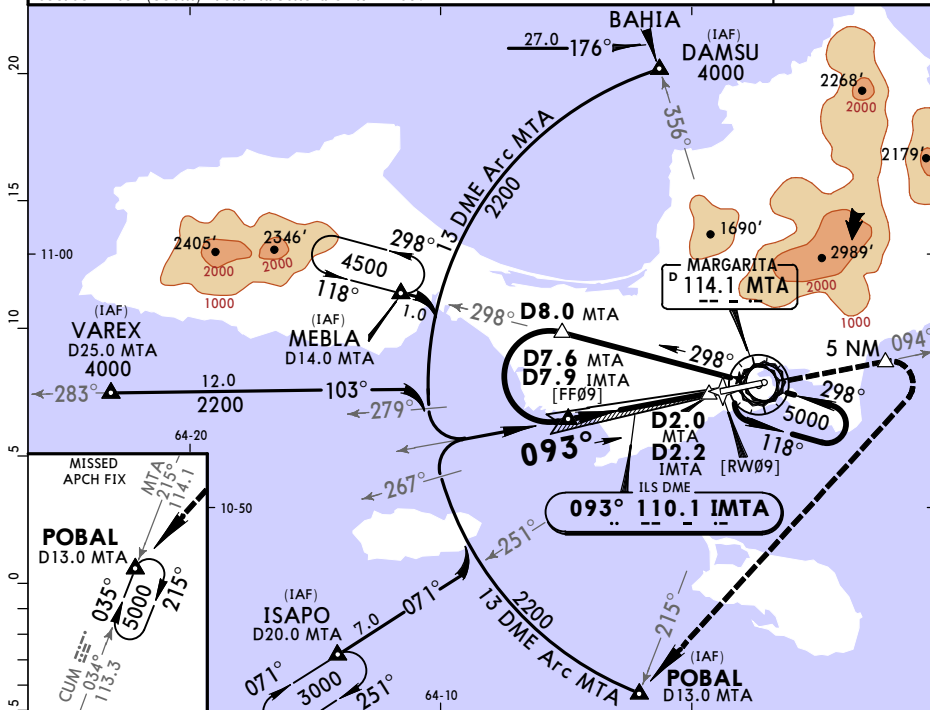 BAHIA
27.0
176°
(IAF)
DAMSU
4000
356°
13 DME Arc MTA
2200
2268'
2000
2179'
1690'
2989'
2000
1000
2405'
2346'
2000
2000
1000
298°
4500
118°
1.0
(IAF)
MEBLA
D14.0 MTA
(IAF)
VAREX
D25.0 MTA
4000
283°
12.0
2200
103°
279°
267°
251°
298°
D8.0 MTA
D7.6 MTA
D7.9 IMTA
[FF09]
298°
MARGARITA
D 114.1 MTA
5 NM
094°
298°
5000
118°
093°
D2.0
MTA
D2.2
IMTA
[RW09]
ILS DME
093° 110.1 IMTA
215°
(IAF)
POBAL
D13.0 MTA
2200
13 DME Arc MTA
(IAF)
ISAPO
D20.0 MTA
7.0
071°
071°
3000
251°
MISSED
APCH FIX
MTA
215°
114.1
POBAL
D13.0 MTA
035°
5000
215°
CUM
034°
113.3
20
15
10
5
0
5
11-00
10-50
64-20
64-10